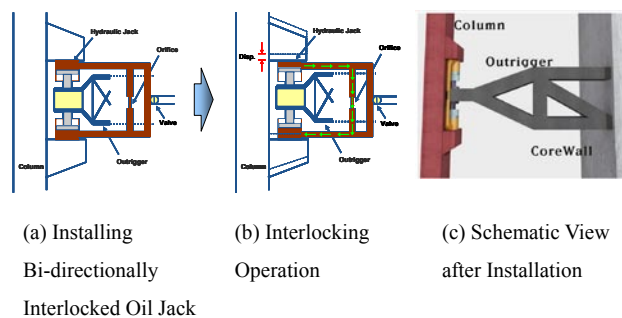 Hydraulic Jack
Orifice
Valve
Outrigger
Column
Hydraulic Jack
Disp.
Orifice
Valve
Outrigger
Column
Column
Outrigger
CoreWall
(a) Installing
Bi-directionally
Interlocked Oil Jack
(b) Interlocking
Operation
(c) Schematic View
after Installation